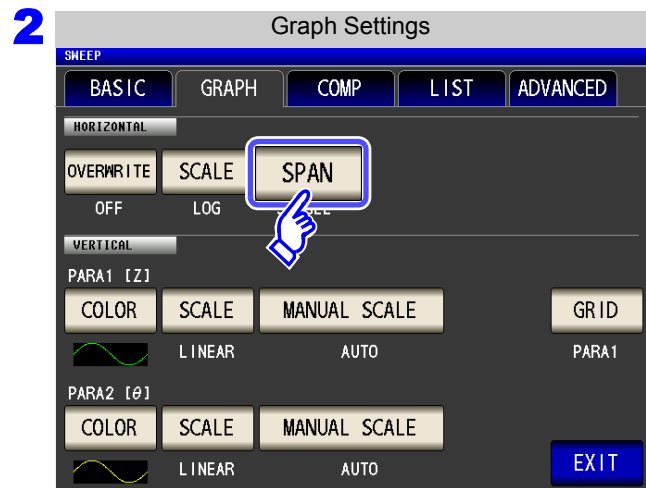 2
Graph Settings
SWEEP
BASIC GRAPH COMP LIST ADVANCED
HORIZONTAL
OVERWRITE SCALE SPAN
OFF LOG
VERTICAL
PARA1 [Z]
COLOR SCALE MANUAL SCALE GRID
LINEAR AUTO PARA1
PARA2 [θ]
COLOR SCALE MANUAL SCALE
LINEAR AUTO EXIT